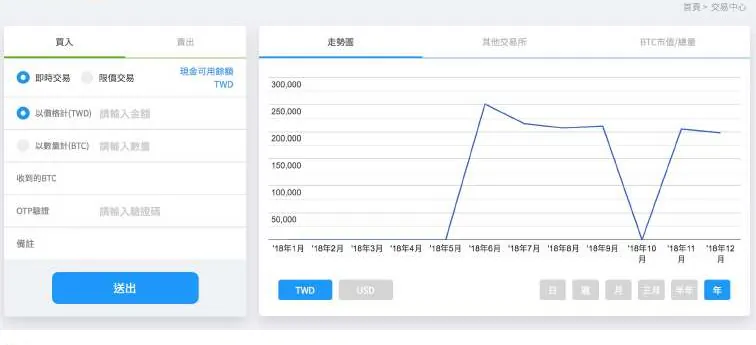 首頁 > 交易中心
買入
賣出
即時交易
限價交易
現金可用餘額
TWD
以價格計(TWD)
請輸入金額
以數量計(BTC)
請輸入數量
收到的BTC
OTP驗證
請輸入驗證碼
備註
送出
走勢圖
其他交易所
BTC市值/總量
300,000
250,000
200,000
150,000
100,000
50,000
'18年1月
'18年2月
'18年3月
'18年4月
'18年5月
'18年6月
'18年7月
'18年8月
'18年9月
'18年10
月
'18年11
月
'18年12
月
TWD
USD
日
週
月
三月
半年
年